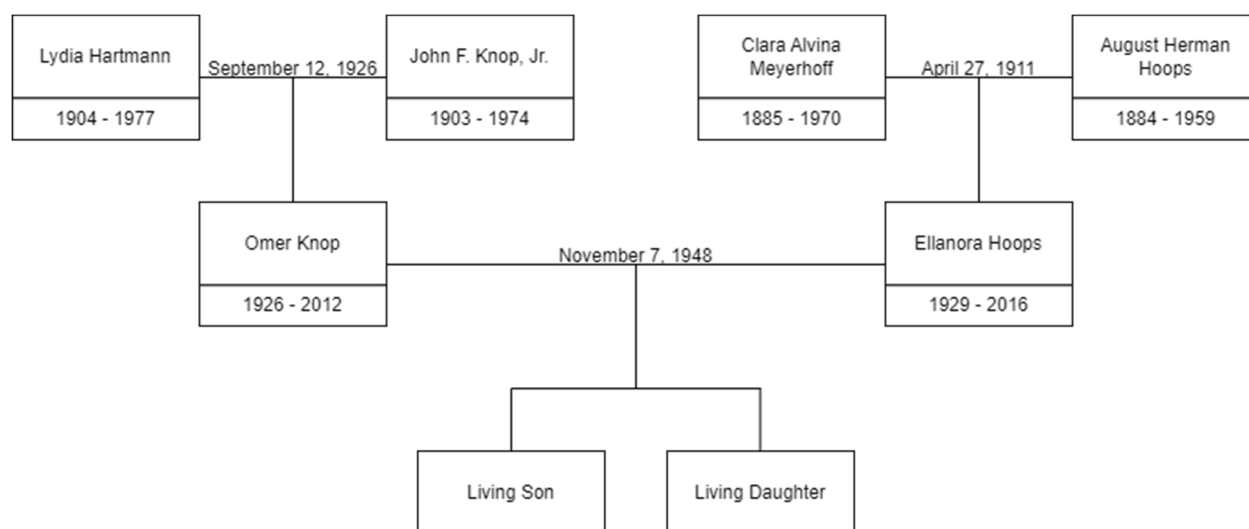 Lydia Hartmann
September 12, 1926
John F. Knop, Jr.
Clara Alvina
Meyerhoff
April 27, 1911
August Herman
Hoops
1904 - 1977
1903 - 1974
1885 - 1970
1884 - 1959
Omer Knop
November 7, 1948
Ellanora Hoops
1926 - 2012
1929 - 2016
Living Son
Living Daughter